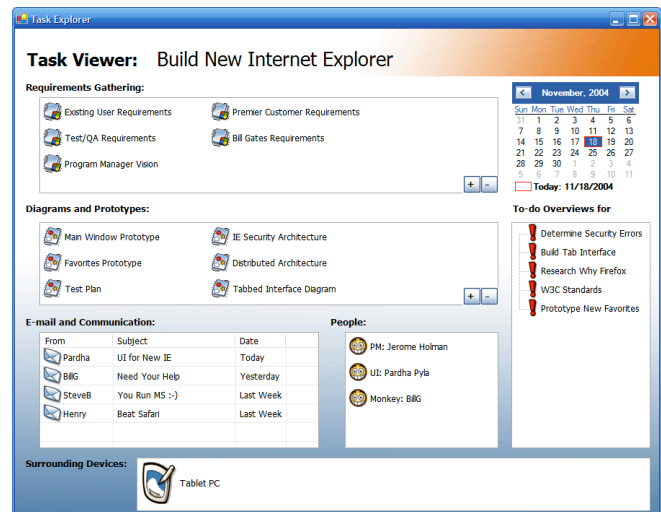 Task Explorer
Task Viewer: Build New Internet Explorer
Requirements Gathering:
Existing User Requirements
Premier Customer Requirements
Test/QA Requirements
Bill Gates Requirements
Program Manager Vision
+ -
November, 2004
Sun Mon Tue Wed Thu Fri Sat
31 1 2 3 4 5 6
7 8 9 10 11 12 13
14 15 16 17 18 19 20
21 22 23 24 25 26 27
28 29 30 1 2 3 4
5 6 7 8 9 10 11
Today: 11/18/2004
Diagrams and Prototypes:
Main Window Prototype
IE Security Architecture
Favorites Prototype
Distributed Architecture
Test Plan
Tabbed Interface Diagram
+ -
To-do Overviews for
Determine Security Errors
Build Tab Interface
Research Why Firefox
W3C Standards
Prototype New Favorites
E-mail and Communication:
From Subject Date
Pardha UI for New IE Today
BillG Need Your Help Yesterday
SteveB You Run MS :-) Last Week
Henry Beat Safari Last Week
People:
PM: Jerome Holman
UI: Pardha Pyla
Monkey: BillG
Surrounding Devices:
Tablet PC